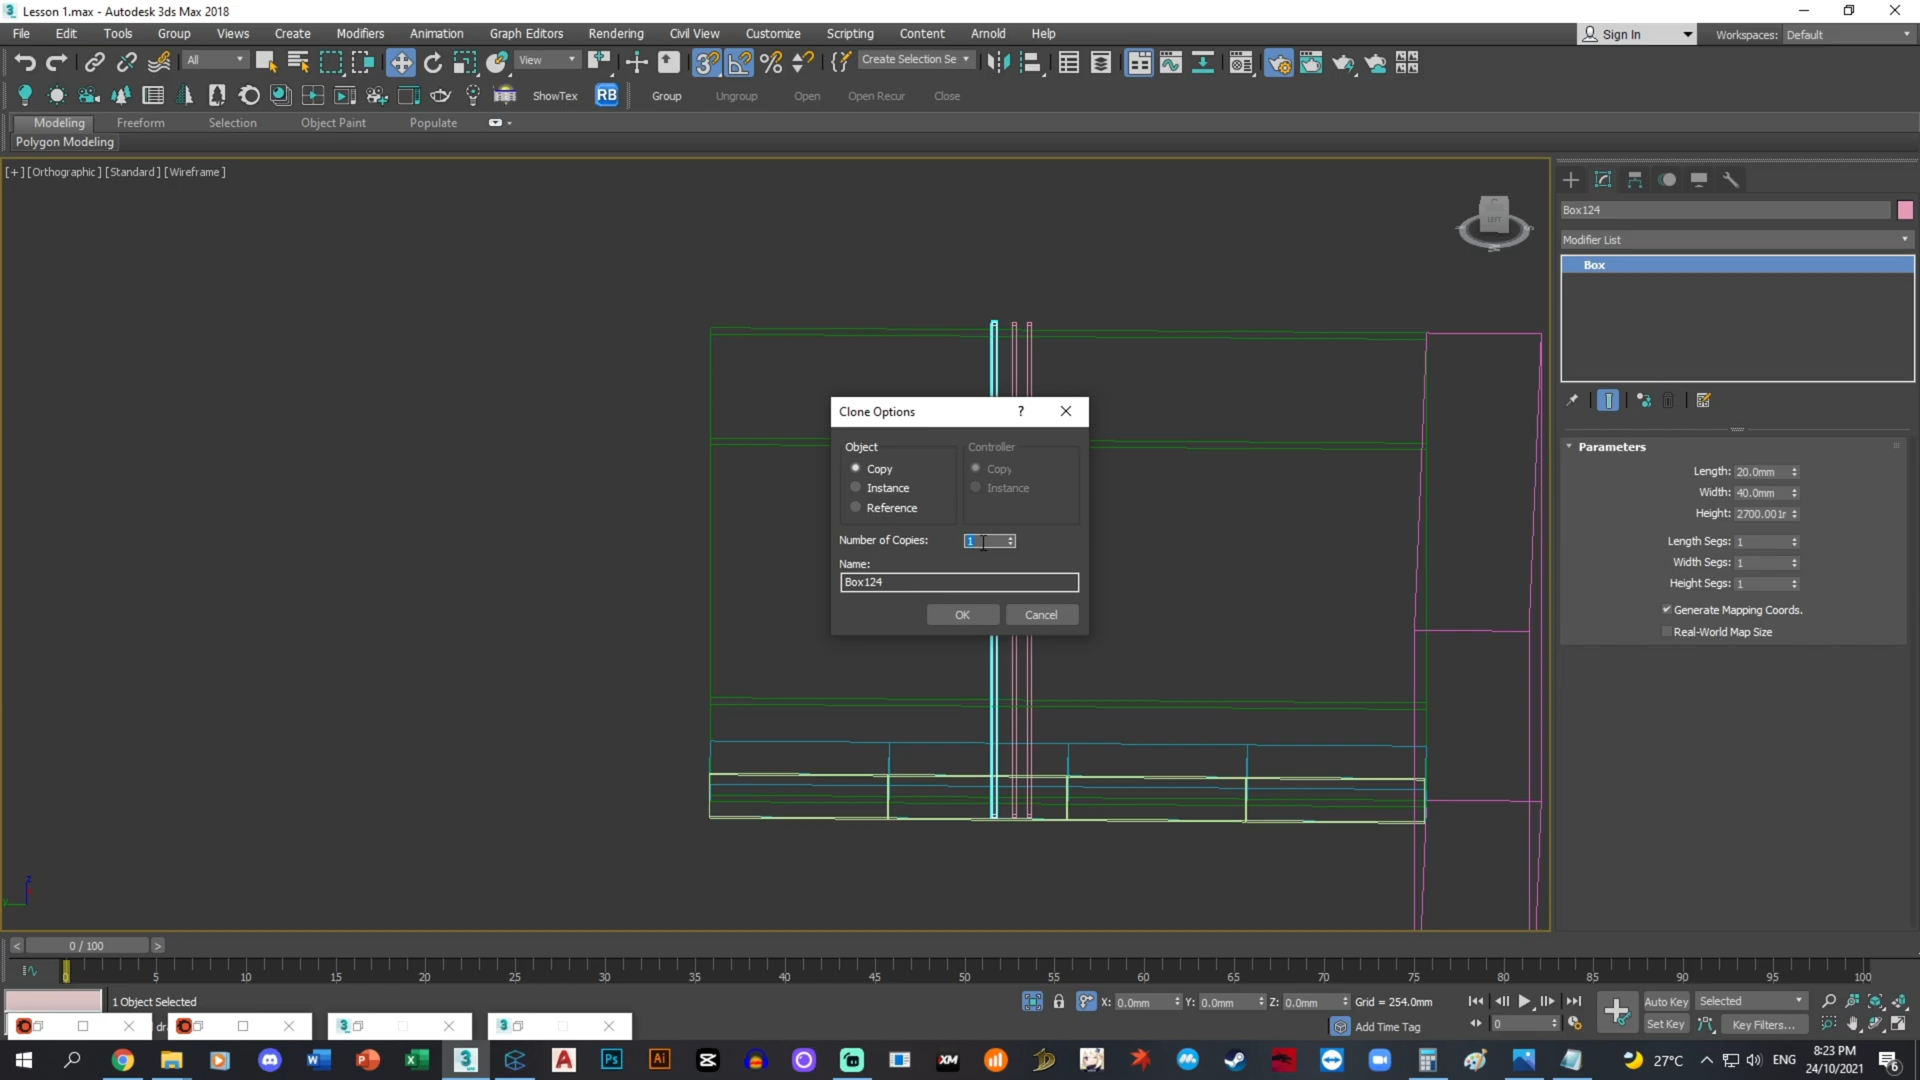 Lesson 1.max - Autodesk 3ds Max 2018
File Edit Tools Group Views Create Modifiers Animation Graph Editors Rendering Civil View Customize Scripting Content Arnold Help
Sign In Workspaces: Default
All View Create Selection Se
ShowTex RB Group Ungroup Open Open Recur Close
Modeling Freeform Selection Object Paint Populate
Polygon Modeling
[+] [Orthographic] [Standard] [Wireframe]
LEFT
Box124
Modifier List
Box
Clone Options ?
Object Controller
Copy Copy
Instance Instance
Reference
Number of Copies: 1
Name:
Box124
OK Cancel
Parameters
Length: 20.0mm
Width: 40.0mm
Height: 2700.001r
Length Segs: 1
Width Segs: 1
Height Segs: 1
Generate Mapping Coords.
Real-World Map Size
z
y
< 0 / 100 >
0 5 10 15 20 25 30 35 40 45 50 55 60 65 70 75 80 85 90 95 100
1 Object Selected X: 0.0mm Y: 0.0mm Z: 0.0mm Grid = 254.0mm Auto Key Selected
Add Time Tag 0 Set Key Key Filters...
27°C ENG 8:23 PM
24/10/2021
6